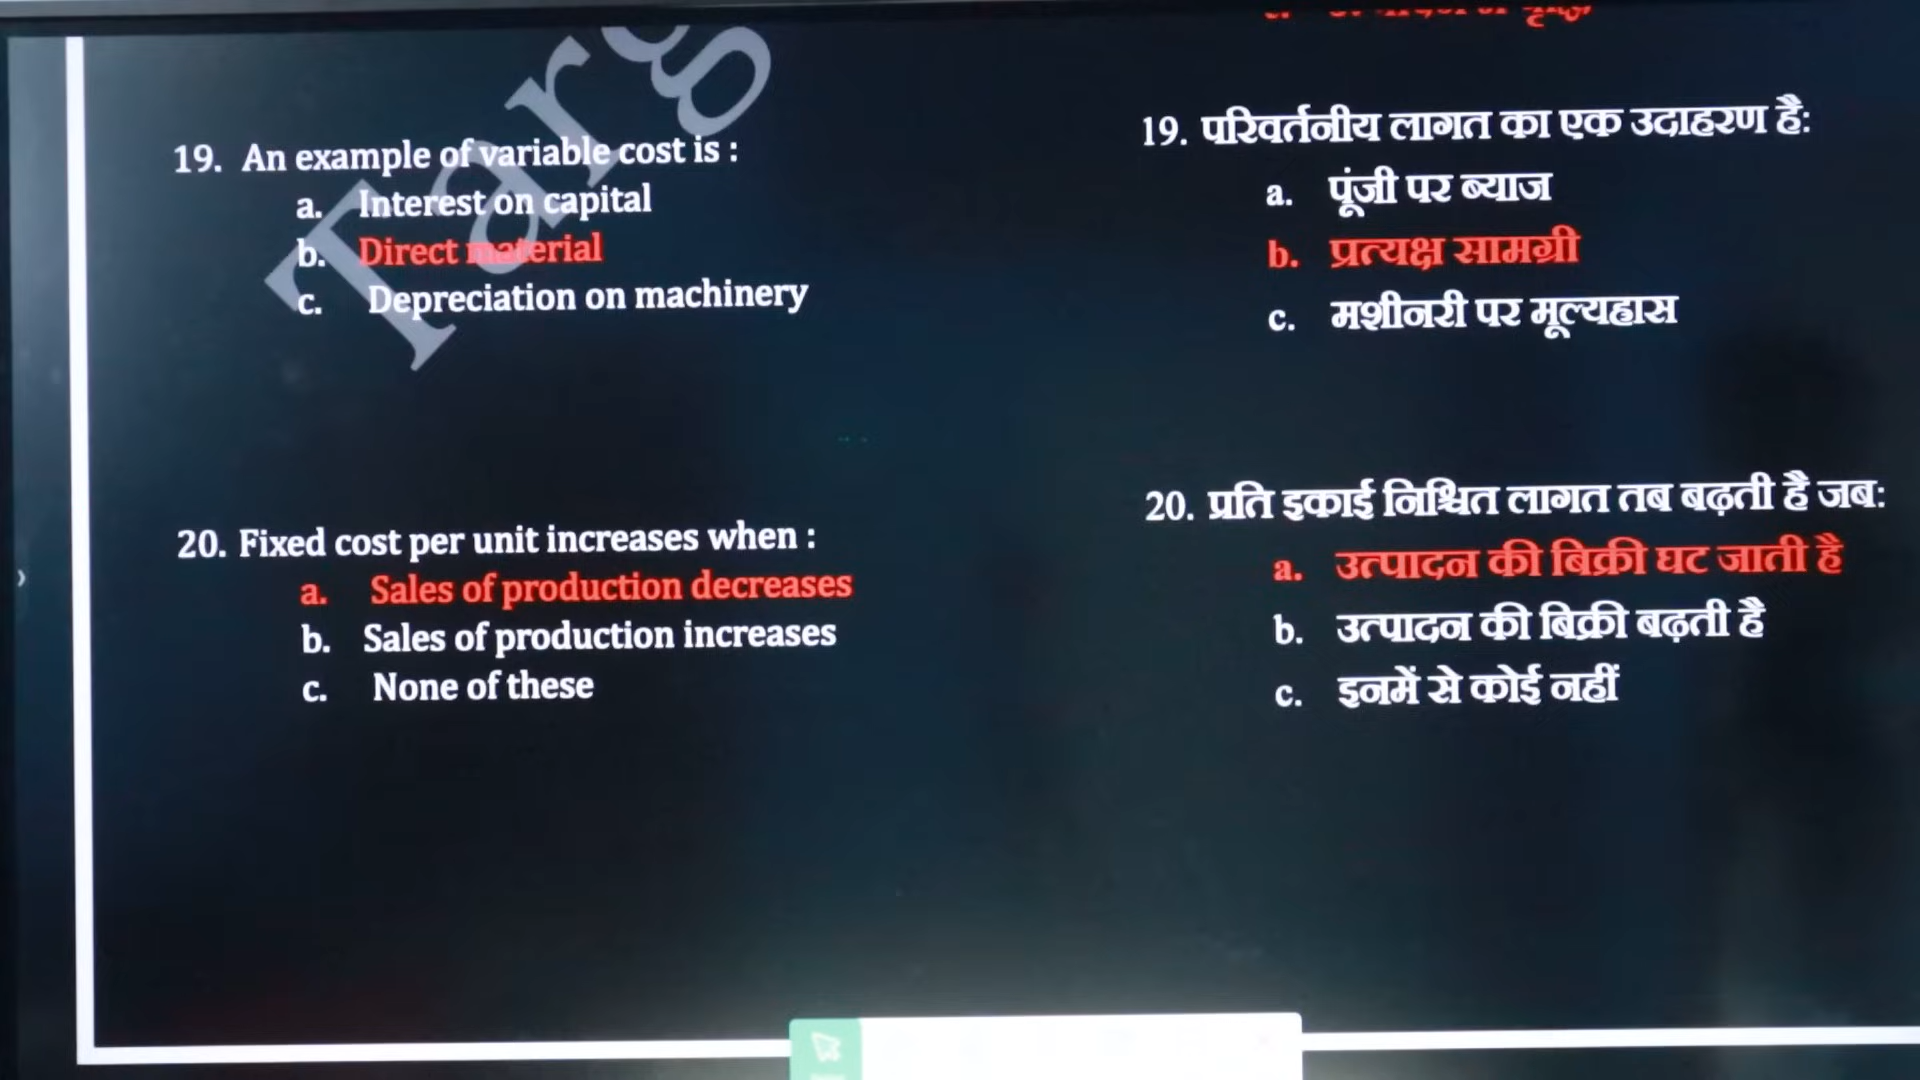 Targ
19. An example of variable cost is :
a. Interest on capital
b. Direct material
c. Depreciation on machinery
20. Fixed cost per unit increases when :
a. Sales of production decreases
b. Sales of production increases
c. None of these
19. परिवर्तनीय लागत का एक उदाहरण है:
a. पूंजी पर ब्याज
b. प्रत्यक्ष सामग्री
c. मशीनरी पर मूल्यह्रास
20. प्रति इकाई निश्चित लागत तब बढ़ती है जब:
a. उत्पादन की बिक्री घट जाती है
b. उत्पादन की बिक्री बढ़ती है
c. इनमें से कोई नहीं